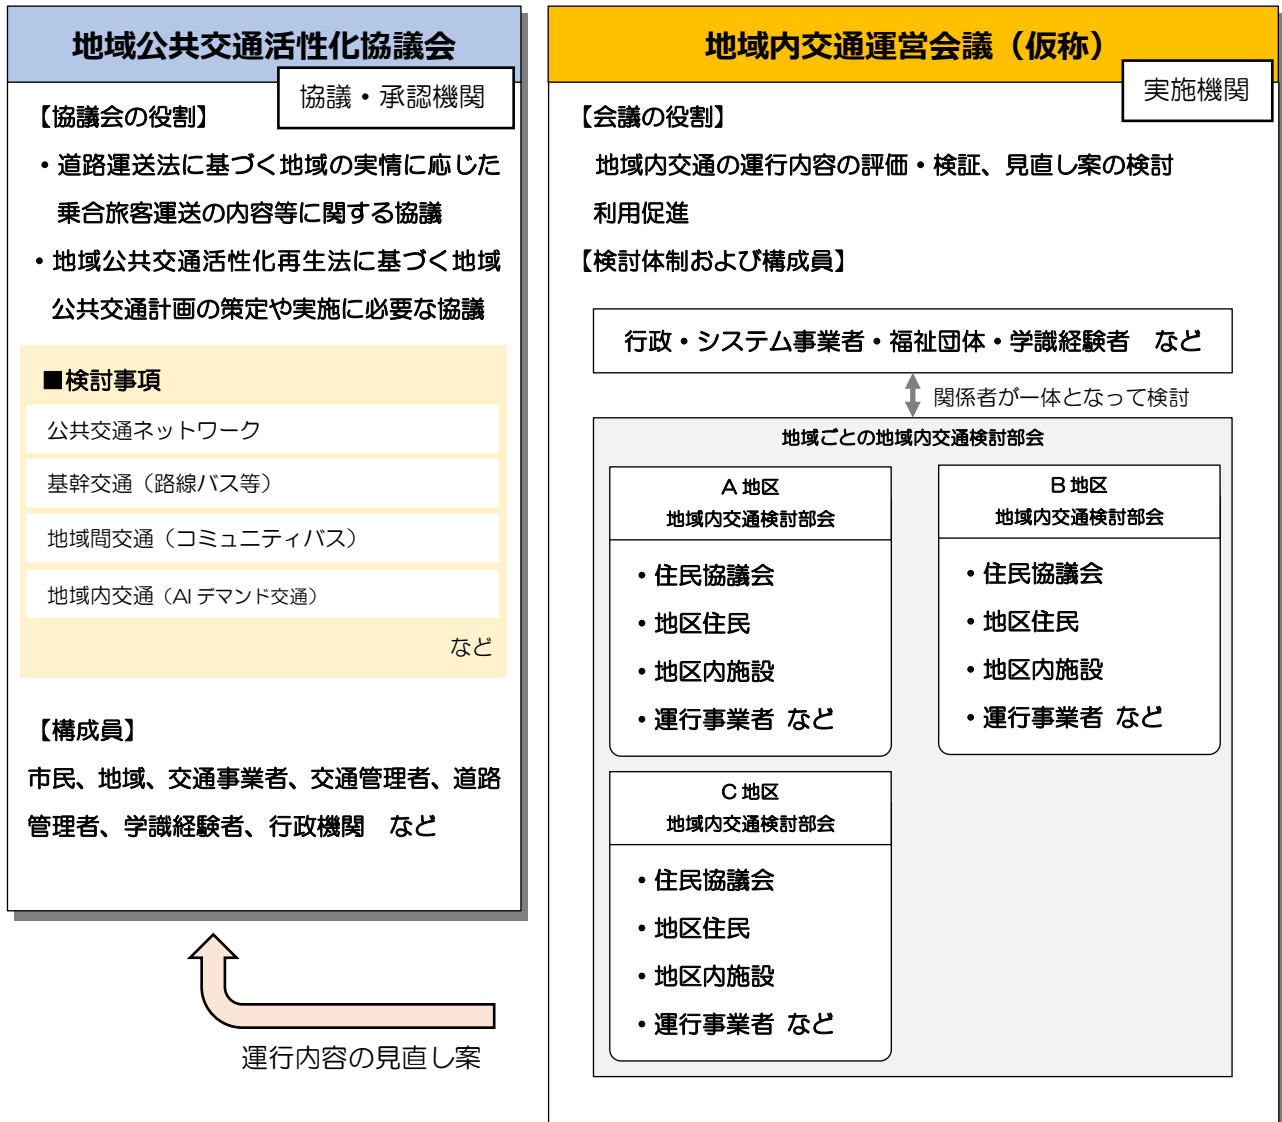 地域公共交通活性化協議会
協議・承認機関
【協議会の役割】
・道路運送法に基づく地域の実情に応じた
乗合旅客運送の内容等に関する協議
・地域公共交通活性化再生法に基づく地域
公共交通計画の策定や実施に必要な協議
■検討事項
公共交通ネットワーク
基幹交通（路線バス等）
地域間交通（コミュニティバス）
地域内交通（AIデマンド交通）
など
【構成員】
市民、地域、交通事業者、交通管理者、道路
管理者、学識経験者、行政機関　など
運行内容の見直し案
地域内交通運営会議（仮称）
実施機関
【会議の役割】
地域内交通の運行内容の評価・検証、見直し案の検討
利用促進
【検討体制および構成員】
行政・システム事業者・福祉団体・学識経験者　など
関係者が一体となって検討
地域ごとの地域内交通検討部会
A地区
地域内交通検討部会
・住民協議会
・地区住民
・地区内施設
・運行事業者 など
B地区
地域内交通検討部会
・住民協議会
・地区住民
・地区内施設
・運行事業者 など
C地区
地域内交通検討部会
・住民協議会
・地区住民
・地区内施設
・運行事業者 など